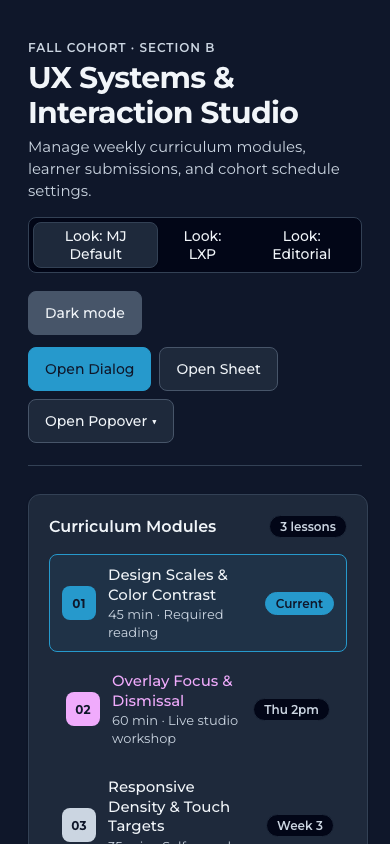 FALL COHORT · SECTION B
UX Systems &
Interaction Studio
Manage weekly curriculum modules,
learner submissions, and cohort schedule
settings.
Look: MJ
Default
Look:
LXP
Look:
Editorial
Dark mode
Open Dialog
Open Sheet
Open Popover ▾
Curriculum Modules
3 lessons
01
Design Scales &
Color Contrast
45 min · Required
reading
Current
02
Overlay Focus &
Dismissal
60 min · Live studio
workshop
Thu 2pm
03
Responsive
Density & Touch
Targets
Week 3